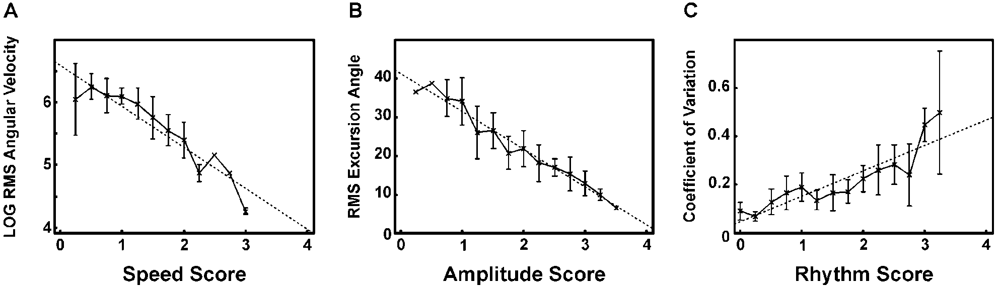 A
LOG RMS Angular Velocity
6
5
4
0 1 2 3 4
Speed Score
B
RMS Excursion Angle
40
30
20
10
0
0 1 2 3 4
Amplitude Score
C
Coefficient of Variation
0.6
0.4
0.2
0
0 1 2 3 4
Rhythm Score